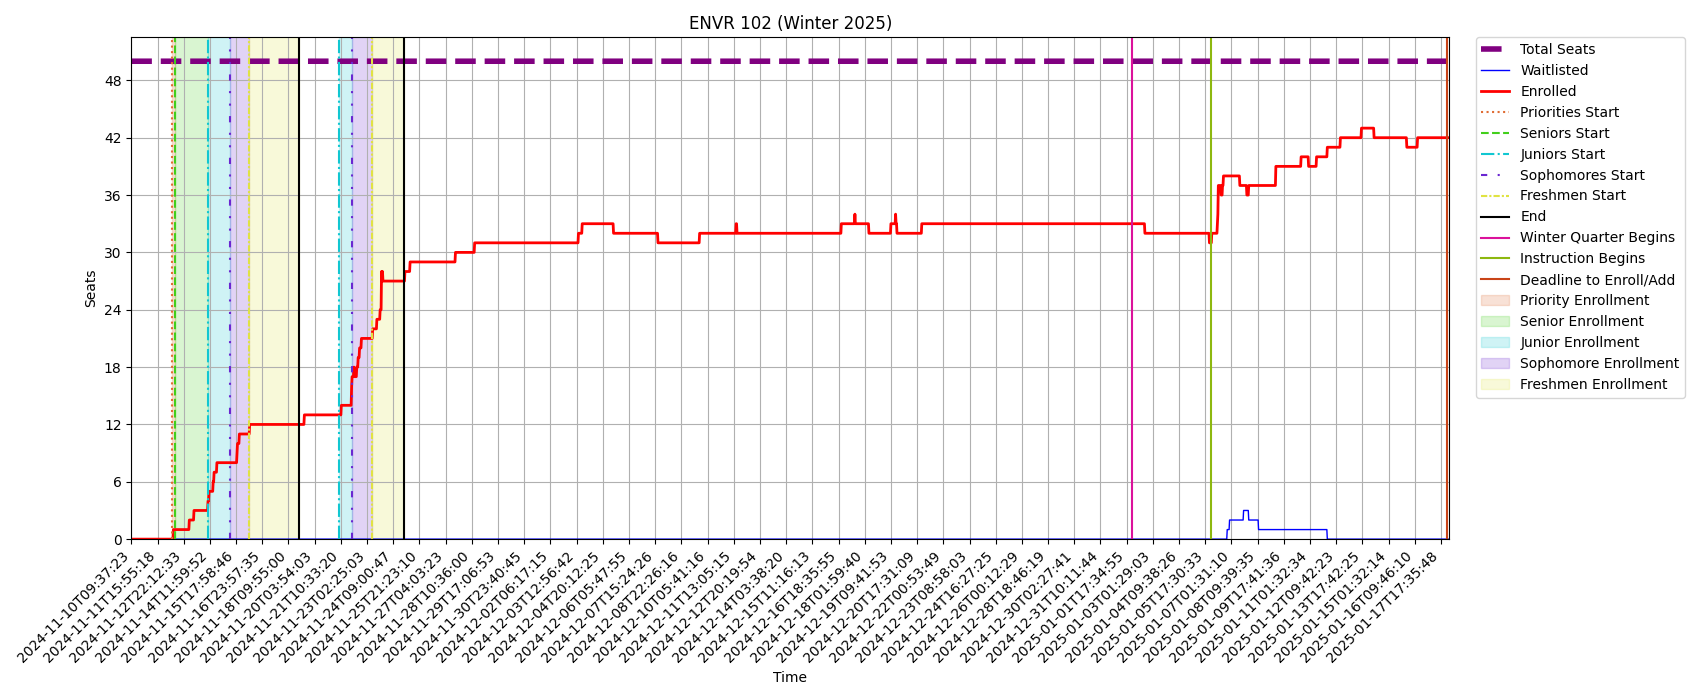 ENVR 102 (Winter 2025)
Seats
48
42
36
30
24
18
12
6
0
2024-11-10T09:37:23
2024-11-11T15:55:18
2024-11-12T22:12:33
2024-11-14T11:59:52
2024-11-15T17:58:46
2024-11-16T23:57:35
2024-11-18T09:55:00
2024-11-20T03:54:03
2024-11-21T10:33:20
2024-11-23T02:25:03
2024-11-24T09:00:47
2024-11-25T21:23:10
2024-11-27T04:03:23
2024-11-28T10:36:00
2024-11-29T17:06:53
2024-11-30T23:40:45
2024-12-02T06:17:15
2024-12-03T12:56:42
2024-12-04T20:12:25
2024-12-06T05:47:55
2024-12-07T15:24:26
2024-12-08T22:26:16
2024-12-10T05:41:16
2024-12-11T13:05:15
2024-12-12T20:19:54
2024-12-14T03:38:20
2024-12-15T11:16:13
2024-12-16T18:35:55
2024-12-18T01:59:40
2024-12-19T09:41:53
2024-12-20T17:31:09
2024-12-22T00:53:49
2024-12-23T08:58:03
2024-12-24T16:27:25
2024-12-26T00:12:29
2024-12-28T18:46:19
2024-12-30T02:27:41
2024-12-31T10:11:44
2025-01-01T17:34:55
2025-01-03T01:29:03
2025-01-04T09:38:26
2025-01-05T17:30:33
2025-01-07T01:31:10
2025-01-08T09:39:35
2025-01-09T17:41:36
2025-01-11T01:32:34
2025-01-12T09:42:23
2025-01-13T17:42:25
2025-01-15T01:32:14
2025-01-16T09:46:10
2025-01-17T17:35:48
Time
Total Seats
Waitlisted
Enrolled
Priorities Start
Seniors Start
Juniors Start
Sophomores Start
Freshmen Start
End
Winter Quarter Begins
Instruction Begins
Deadline to Enroll/Add
Priority Enrollment
Senior Enrollment
Junior Enrollment
Sophomore Enrollment
Freshmen Enrollment